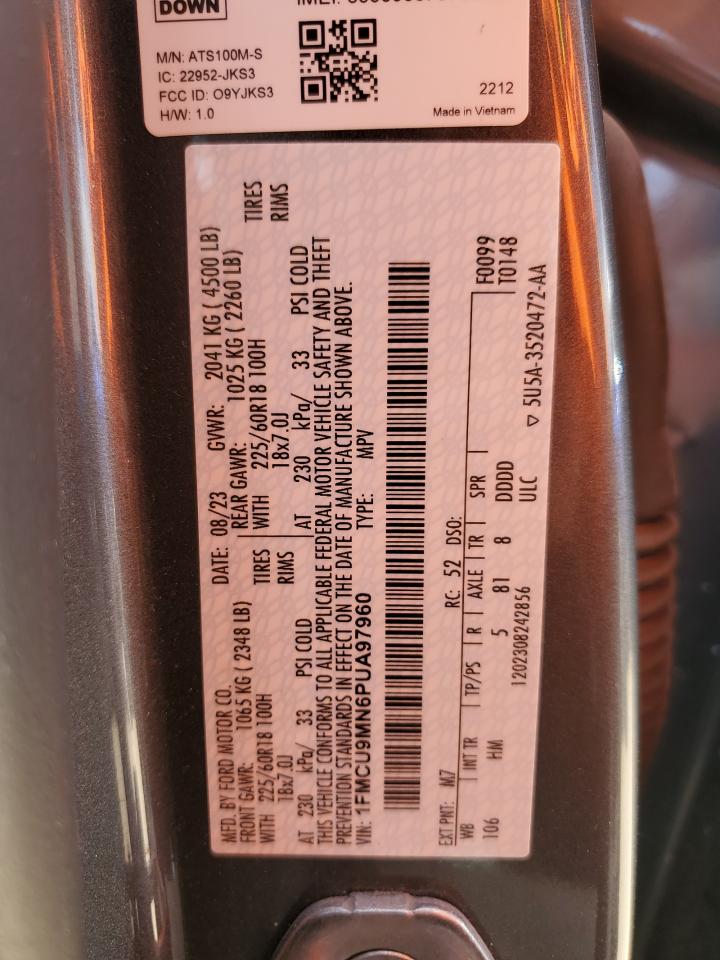 DOWN
M/N: ATS100M-S
IC: 22952-JKS3
FCC ID: O9YJKS3
H/W: 1.0
2212
Made in Vietnam
MFD. BY FORD MOTOR CO.
DATE: 08/23 GVWR: 2041 KG ( 4500 LB)
FRONT GAWR: 1065 KG ( 2348 LB)
REAR GAWR: 1025 KG ( 2260 LB)
WITH 225/60R18 100H TIRES
WITH 225/60R18 100H TIRES
18x7.0J RIMS
18x7.0J RIMS
AT 230 kPa/ 33 PSI COLD
AT 230 kPa/ 33 PSI COLD
THIS VEHICLE CONFORMS TO ALL APPLICABLE FEDERAL MOTOR VEHICLE SAFETY AND THEFT
PREVENTION STANDARDS IN EFFECT ON THE DATE OF MANUFACTURE SHOWN ABOVE.
VIN: 1FMCU9MN6PUA97960 TYPE: MPV
EXT PNT: M7 RC: 52 DSO: F0099
WB INT TR TP/PS R AXLE TR SPR T0148
106 HM 5 81 8 DDDD
1202308242856 ULC
▽ 5U5A-3520472-AA